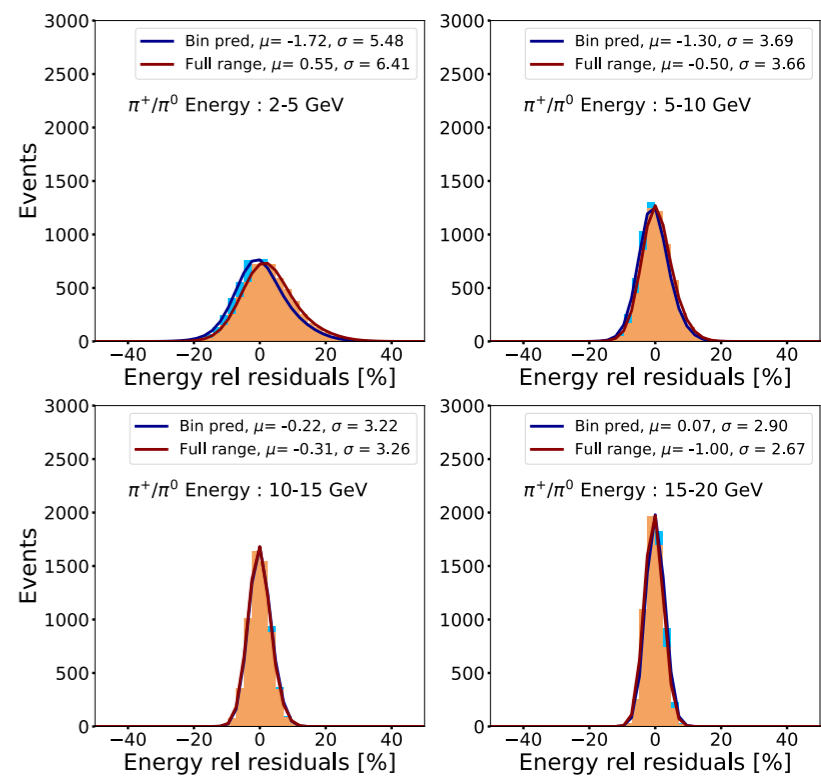 3000
2500
2000
1500
1000
500
0
Events
Bin pred, μ= -1.72, σ = 5.48
Full range, μ= 0.55, σ = 6.41
π⁺/π⁰ Energy : 2-5 GeV
−40 −20 0 20 40
Energy rel residuals [%]
3000
2500
2000
1500
1000
500
0
Bin pred, μ= -1.30, σ = 3.69
Full range, μ= -0.50, σ = 3.66
π⁺/π⁰ Energy : 5-10 GeV
−40 −20 0 20 40
Energy rel residuals [%]
3000
2500
2000
1500
1000
500
0
Events
Bin pred, μ= -0.22, σ = 3.22
Full range, μ= -0.31, σ = 3.26
π⁺/π⁰ Energy : 10-15 GeV
−40 −20 0 20 40
Energy rel residuals [%]
3000
2500
2000
1500
1000
500
0
Bin pred, μ= 0.07, σ = 2.90
Full range, μ= -1.00, σ = 2.67
π⁺/π⁰ Energy : 15-20 GeV
−40 −20 0 20 40
Energy rel residuals [%]